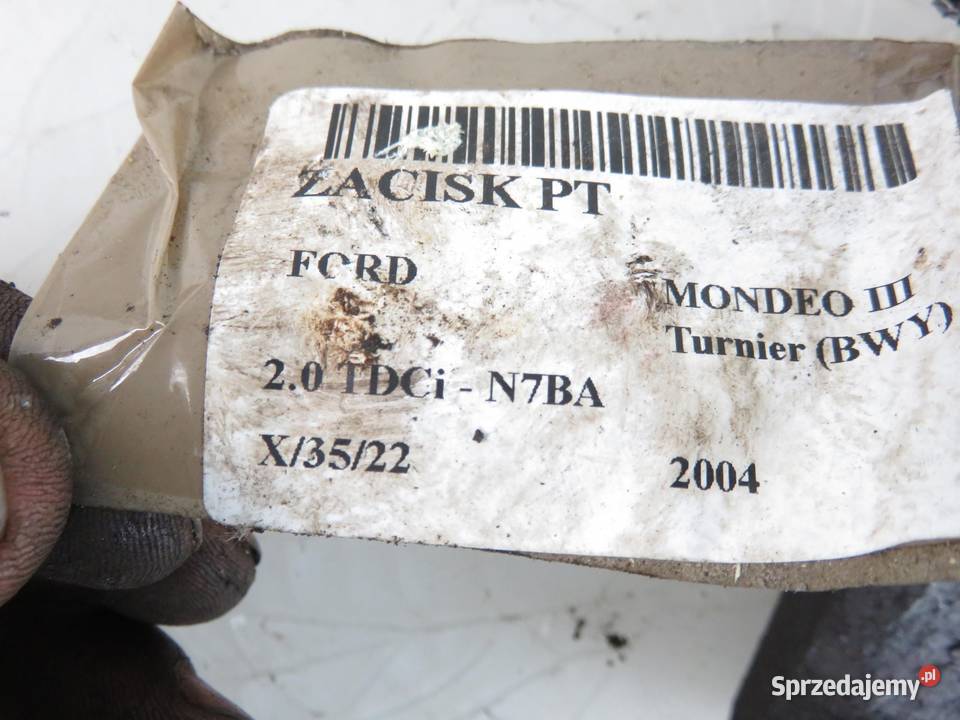 ZACISK PT
FORD
MONDEO III
Turnier (BWY)
2.0 TDCi - N7BA
X/35/22
2004
Sprzedajemy.pl